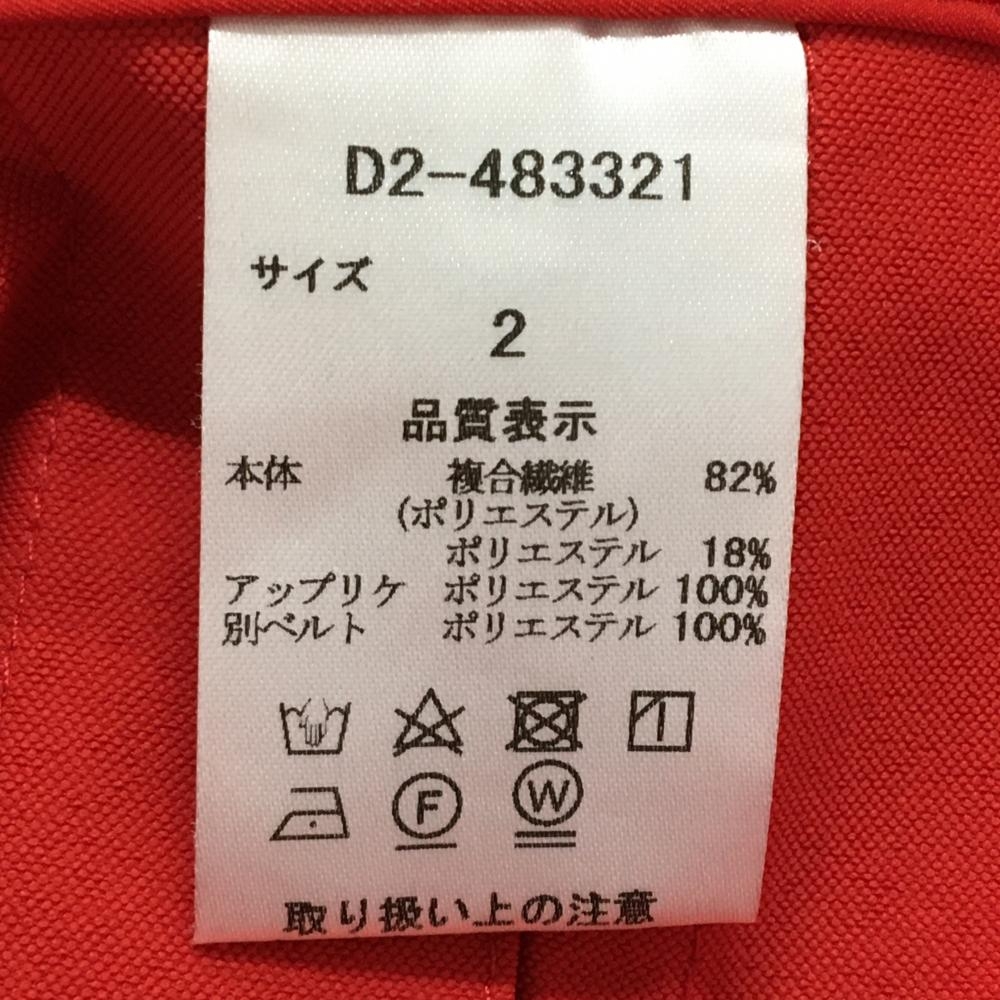 D2-483321
サイズ
2
品質表示
本体 複合繊維 82%
(ポリエステル)
ポリエステル 18%
アップリケ ポリエステル 100%
別ベルト ポリエステル 100%
F W
取り扱い上の注意